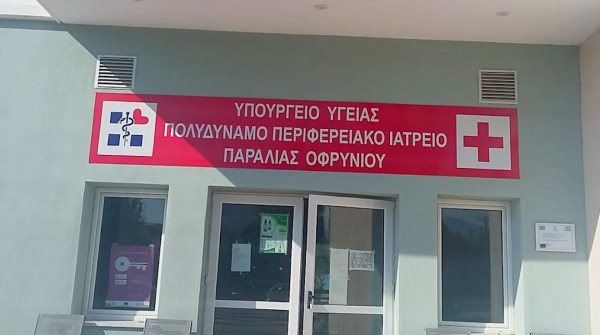 ΥΠΟΥΡΓΕΙΟ ΥΓΕΙΑΣ
ΠΟΛΥΔΥΝΑΜΟ ΠΕΡΙΦΕΡΕΙΑΚΟ ΙΑΤΡΕΙΟ
ΠΑΡΑΛΙΑΣ ΟΦΡΥΝΙΟΥ